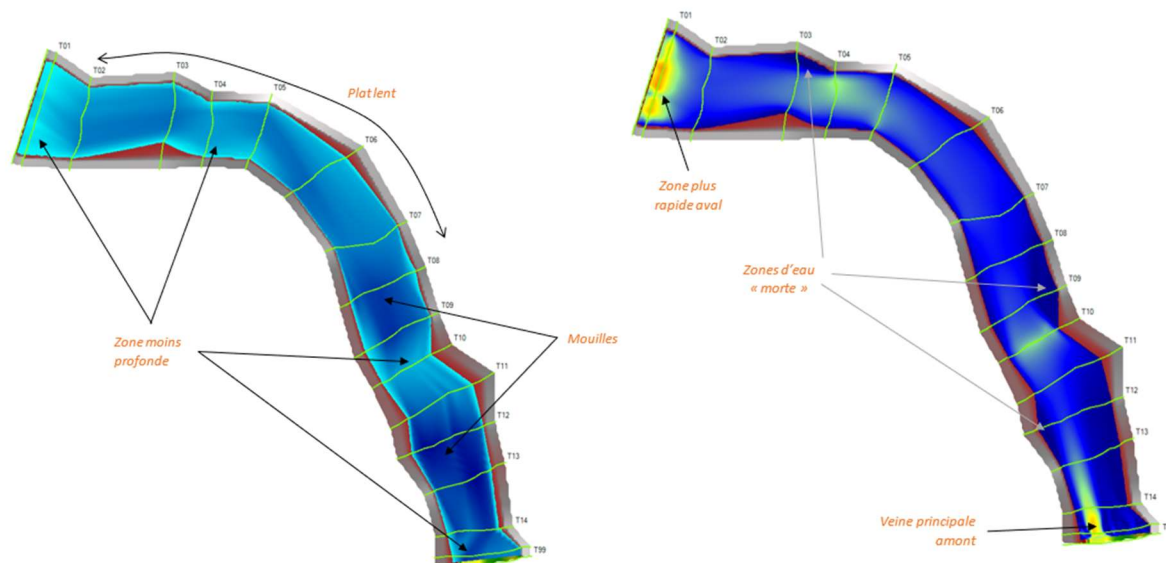 T01
T02
T03
T04
T05
Plat lent
T06
T07
T08
T09
T10
Zone moins
profonde
Mouilles
T11
T12
T13
T14
T99
T01
T02
T03
T04
T05
T06
Zone plus
rapide aval
T07
T08
Zones d'eau
« morte »
T09
T10
T11
T12
T13
T14
Veine principale
amont